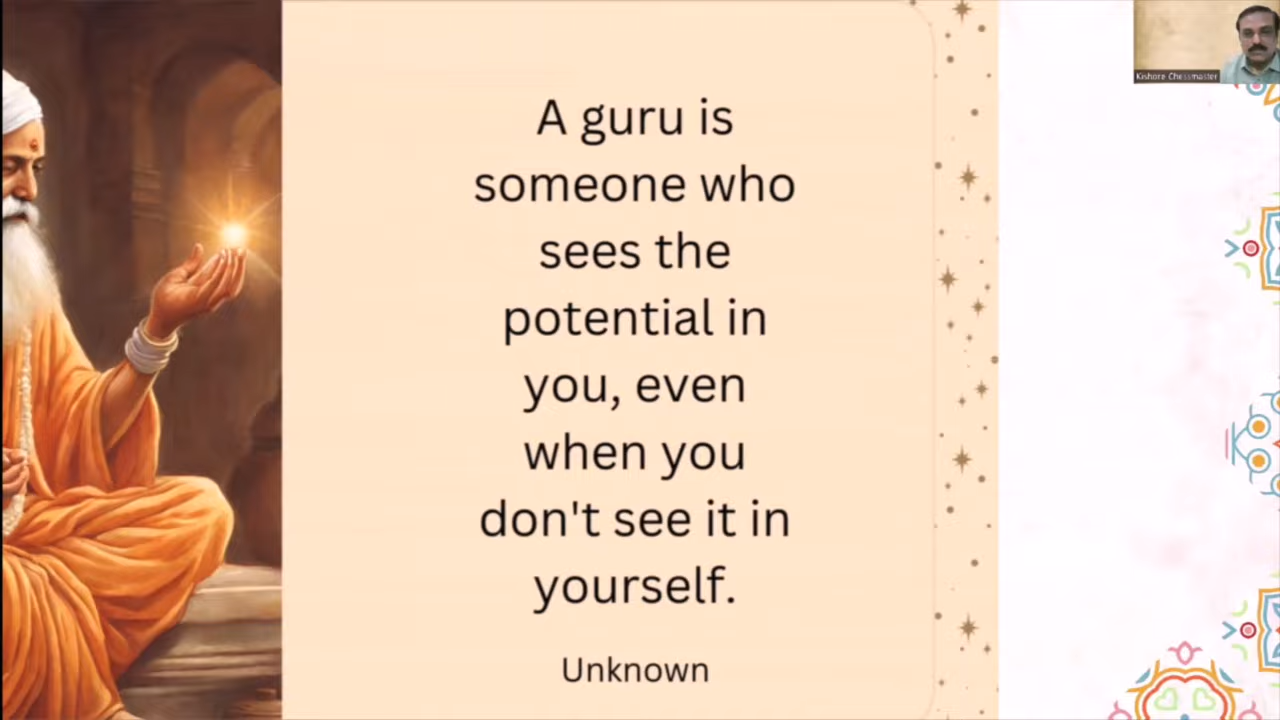 Kishore Chessmaster
A guru is
someone who
sees the
potential in
you, even
when you
don't see it in
yourself.
Unknown